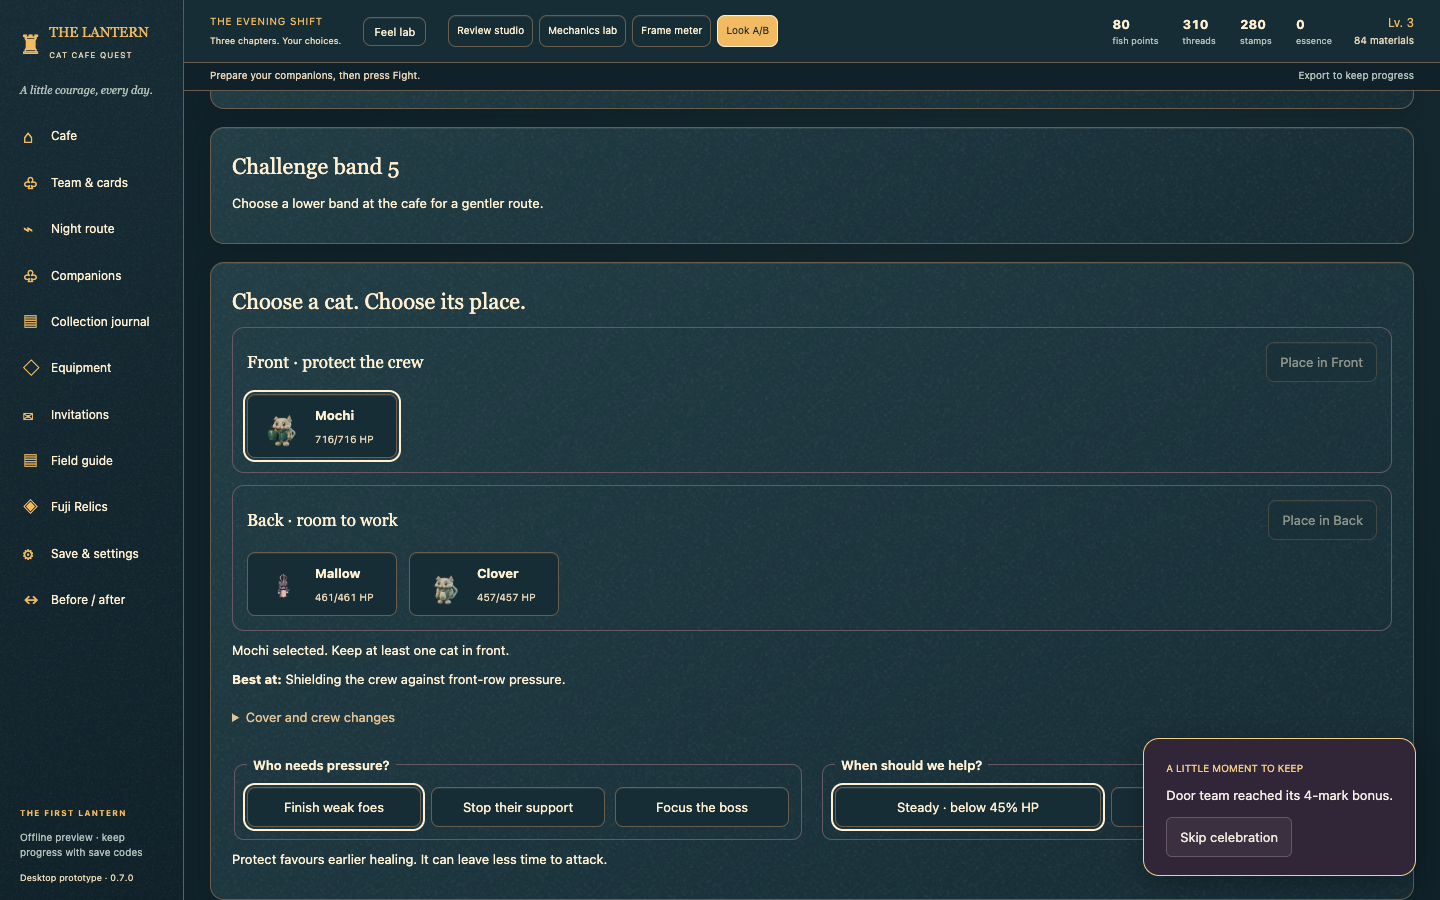 THE LANTERN
CAT CAFE QUEST
A little courage, every day.
Cafe
Team & cards
Night route
Companions
Collection journal
Equipment
Invitations
Field guide
Fuji Relics
Save & settings
Before / after
THE FIRST LANTERN
Offline preview · keep
progress with save codes
Desktop prototype · 0.7.0
THE EVENING SHIFT
Three chapters. Your choices.
Feel lab
Review studio
Mechanics lab
Frame meter
Look A/B
80
fish points
310
threads
280
stamps
0
essence
Lv. 3
84 materials
Prepare your companions, then press Fight.
Export to keep progress
Challenge band 5
Choose a lower band at the cafe for a gentler route.
Choose a cat. Choose its place.
Front · protect the crew
Place in Front
Mochi
716/716 HP
Back · room to work
Place in Back
Mallow
461/461 HP
Clover
457/457 HP
Mochi selected. Keep at least one cat in front.
Best at: Shielding the crew against front-row pressure.
Cover and crew changes
Who needs pressure?
Finish weak foes
Stop their support
Focus the boss
When should we help?
Steady · below 45% HP
Protect favours earlier healing. It can leave less time to attack.
A LITTLE MOMENT TO KEEP
Door team reached its 4-mark bonus.
Skip celebration